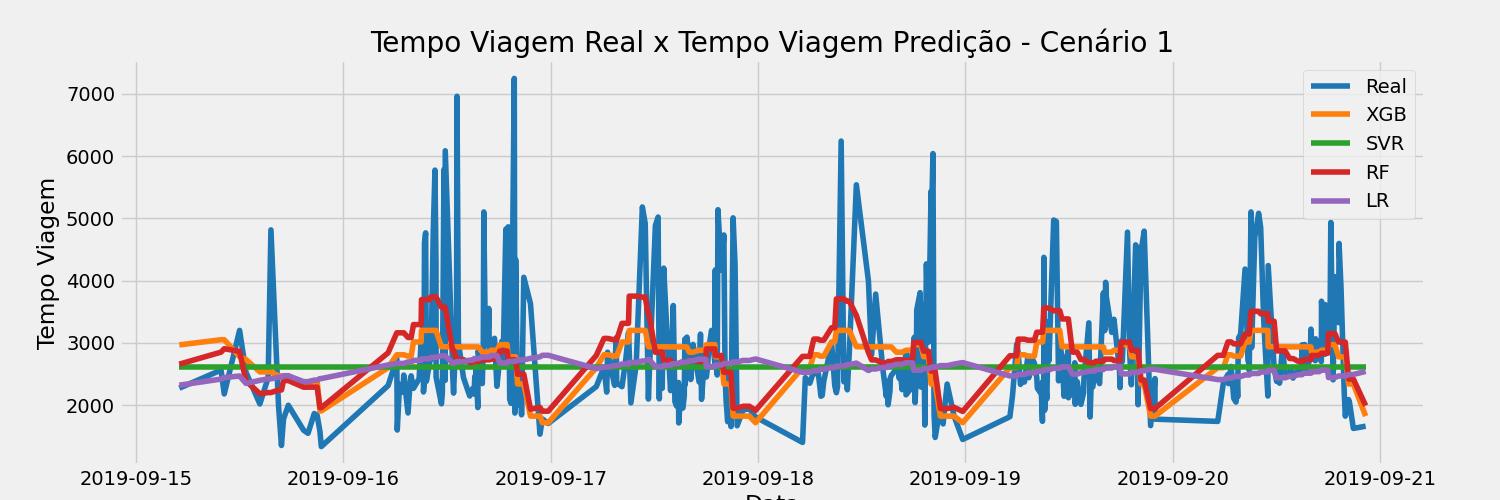 Tempo Viagem Real x Tempo Viagem Predição - Cenário 1
Tempo Viagem
7000
6000
5000
4000
3000
2000
Real
XGB
SVR
RF
LR
2019-09-15 2019-09-16 2019-09-17 2019-09-18 2019-09-19 2019-09-20 2019-09-21